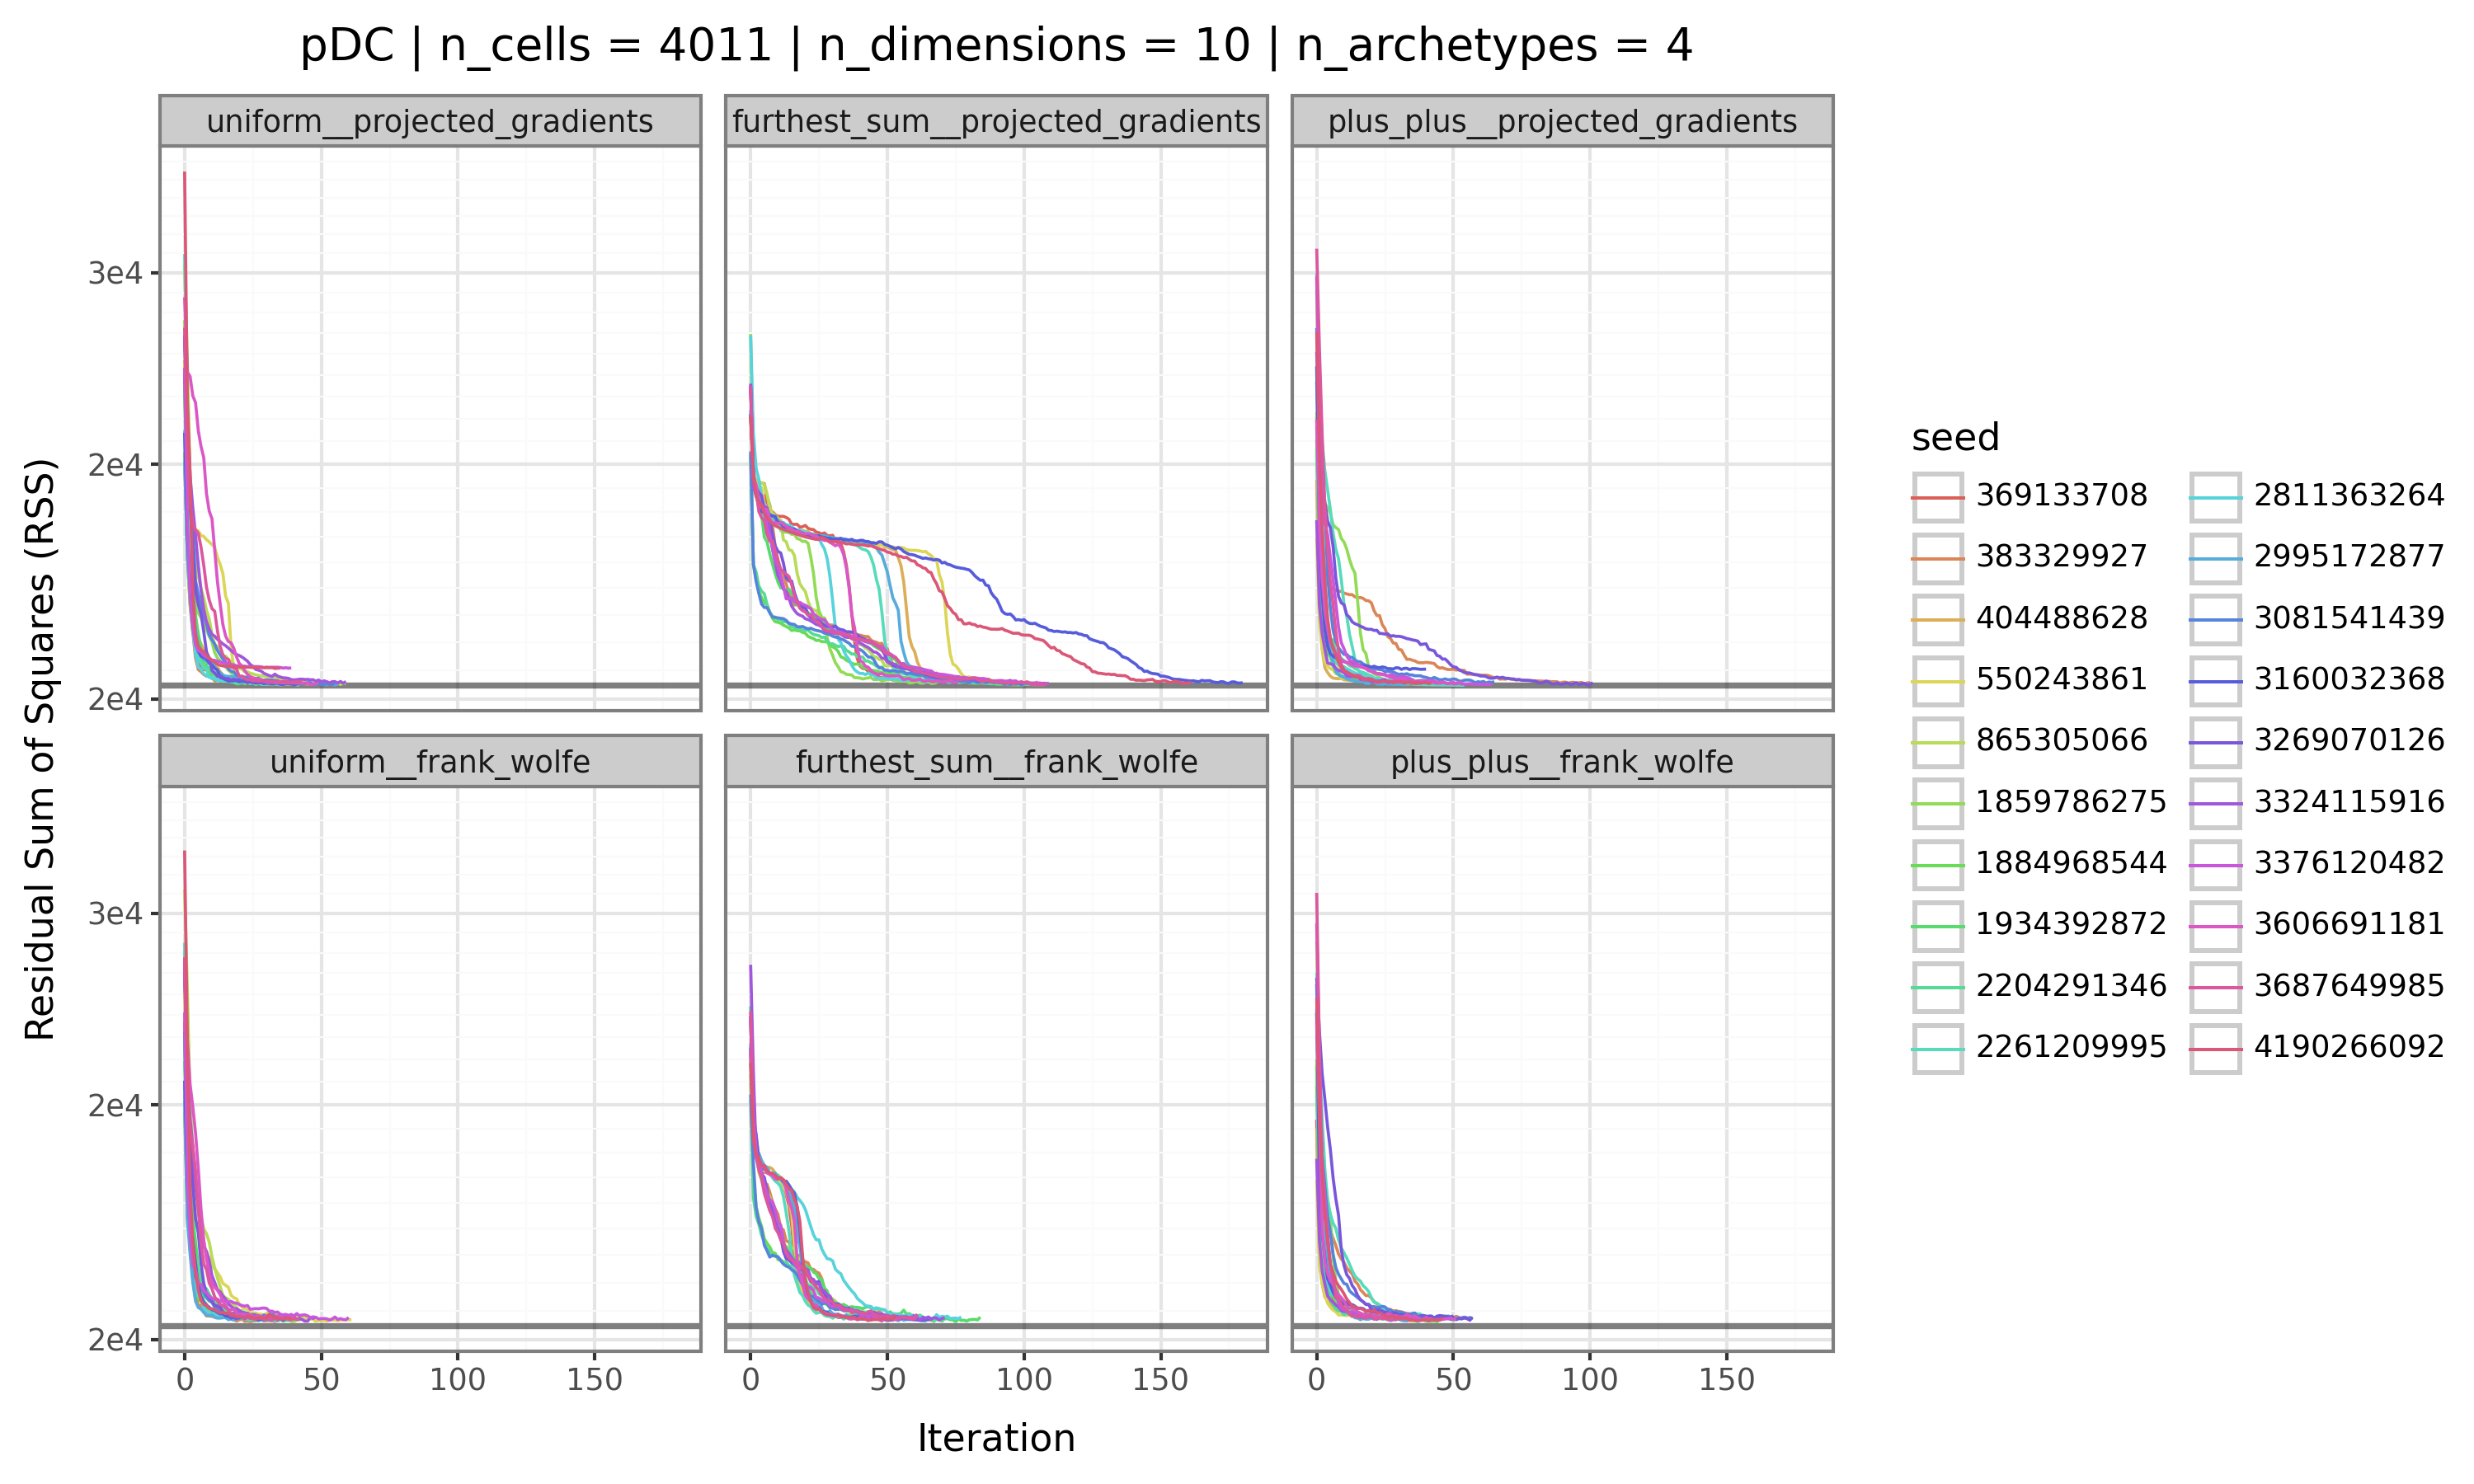 pDC | n_cells = 4011 | n_dimensions = 10 | n_archetypes = 4
uniform__projected_gradients
furthest_sum__projected_gradients
plus_plus__projected_gradients
3e4
2e4
2e4
uniform__frank_wolfe
furthest_sum__frank_wolfe
plus_plus__frank_wolfe
3e4
2e4
2e4
0 50 100 150
0 50 100 150
0 50 100 150
Iteration
Residual Sum of Squares (RSS)
seed
369133708
383329927
404488628
550243861
865305066
1859786275
1884968544
1934392872
2204291346
2261209995
2811363264
2995172877
3081541439
3160032368
3269070126
3324115916
3376120482
3606691181
3687649985
4190266092